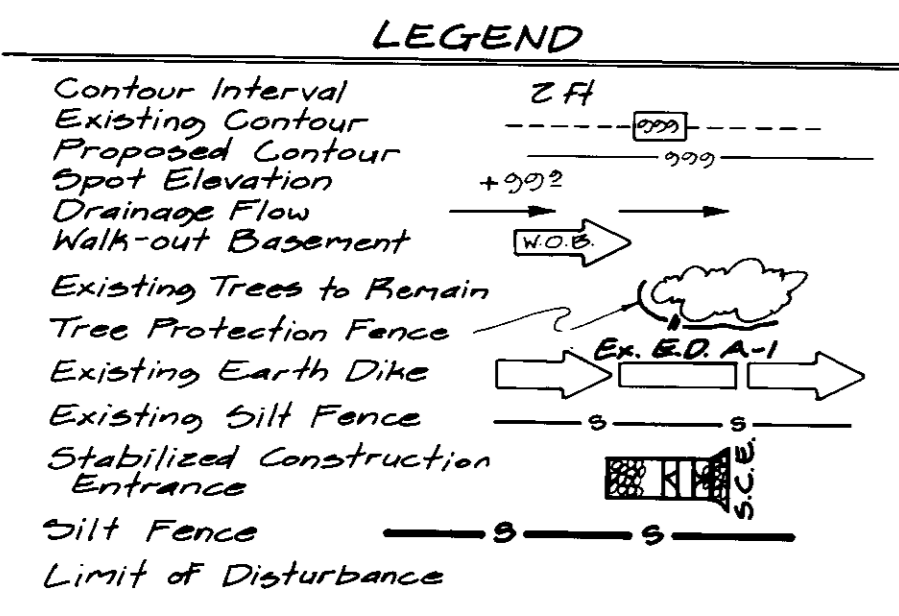 LEGEND
Contour Interval 2 Ft
Existing Contour 999
Proposed Contour 999
Spot Elevation +99²
Drainage Flow
Walk-out Basement W.O.B.
Existing Trees to Remain
Tree Protection Fence
Ex. E.D. A-1
Existing Earth Dike
Existing Silt Fence S S
Stabilized Construction
Entrance S.C.E.
Silt Fence S S
Limit of Disturbance